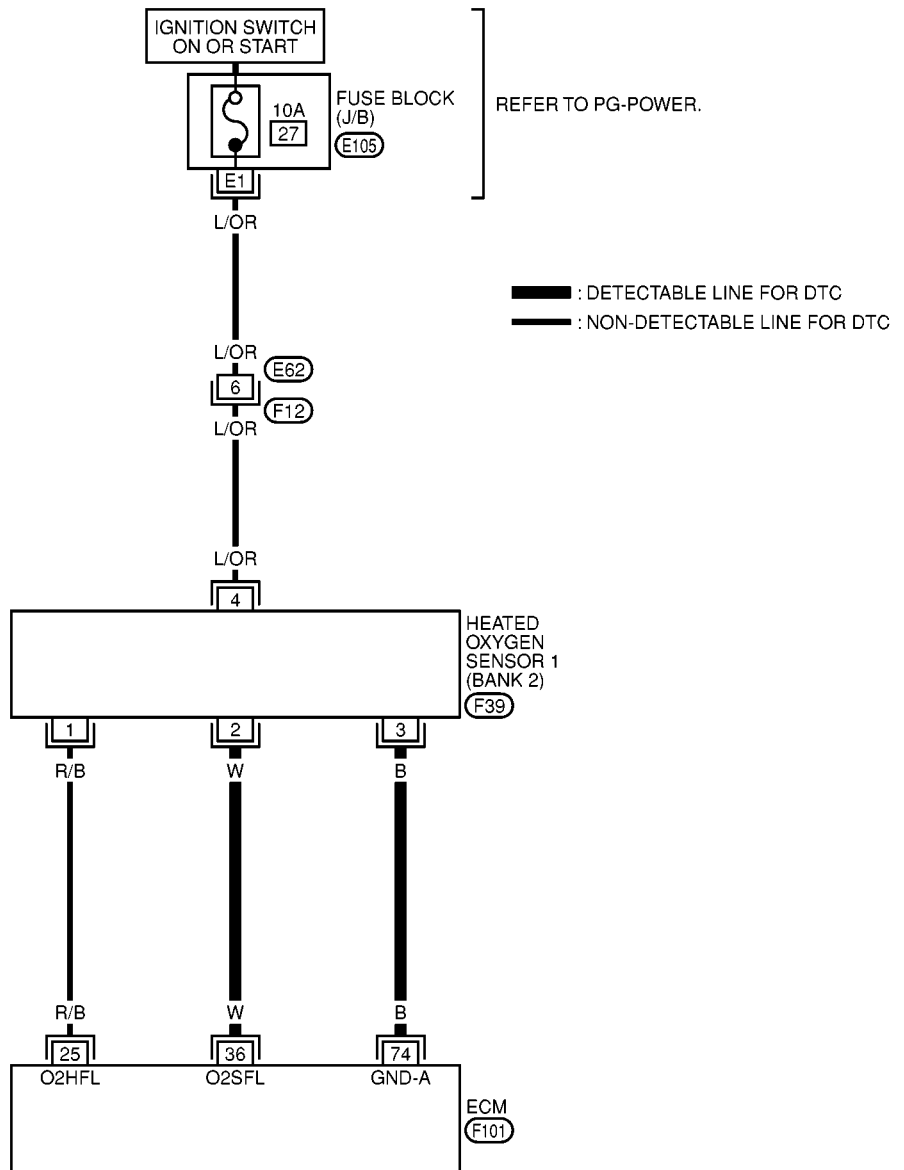 IGNITION SWITCH
ON OR START
FUSE BLOCK
(J/B)
10A
27
E105
REFER TO PG-POWER.
E1
L/OR
: DETECTABLE LINE FOR DTC
: NON-DETECTABLE LINE FOR DTC
L/OR
E62
6
F12
L/OR
L/OR
4
HEATED
OXYGEN
SENSOR 1
(BANK 2)
F39
1 2 3
R/B W B
R/B W B
25 36 74
O2HFL O2SFL GND-A
ECM
F101